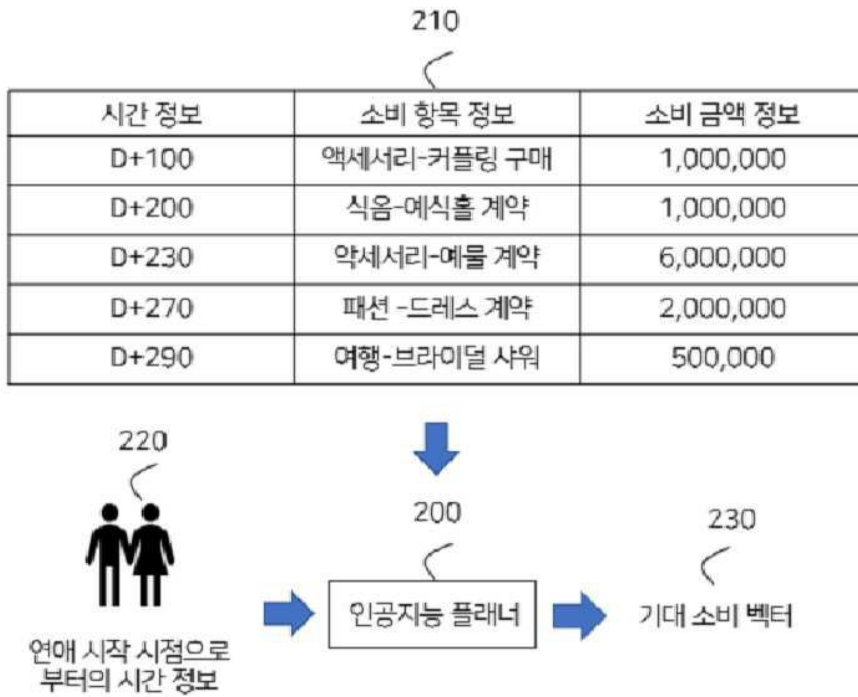 210
시간 정보 소비 항목 정보 소비 금액 정보
D+100 액세서리-커플링 구매 1,000,000
D+200 식음-예식홀 계약 1,000,000
D+230 악세서리-예물 계약 6,000,000
D+270 패션 -드레스 계약 2,000,000
D+290 여행-브라이덜 샤워 500,000
220
200
230
인공지능 플래너
기대 소비 벡터
연애 시작 시점으로
부터의 시간 정보